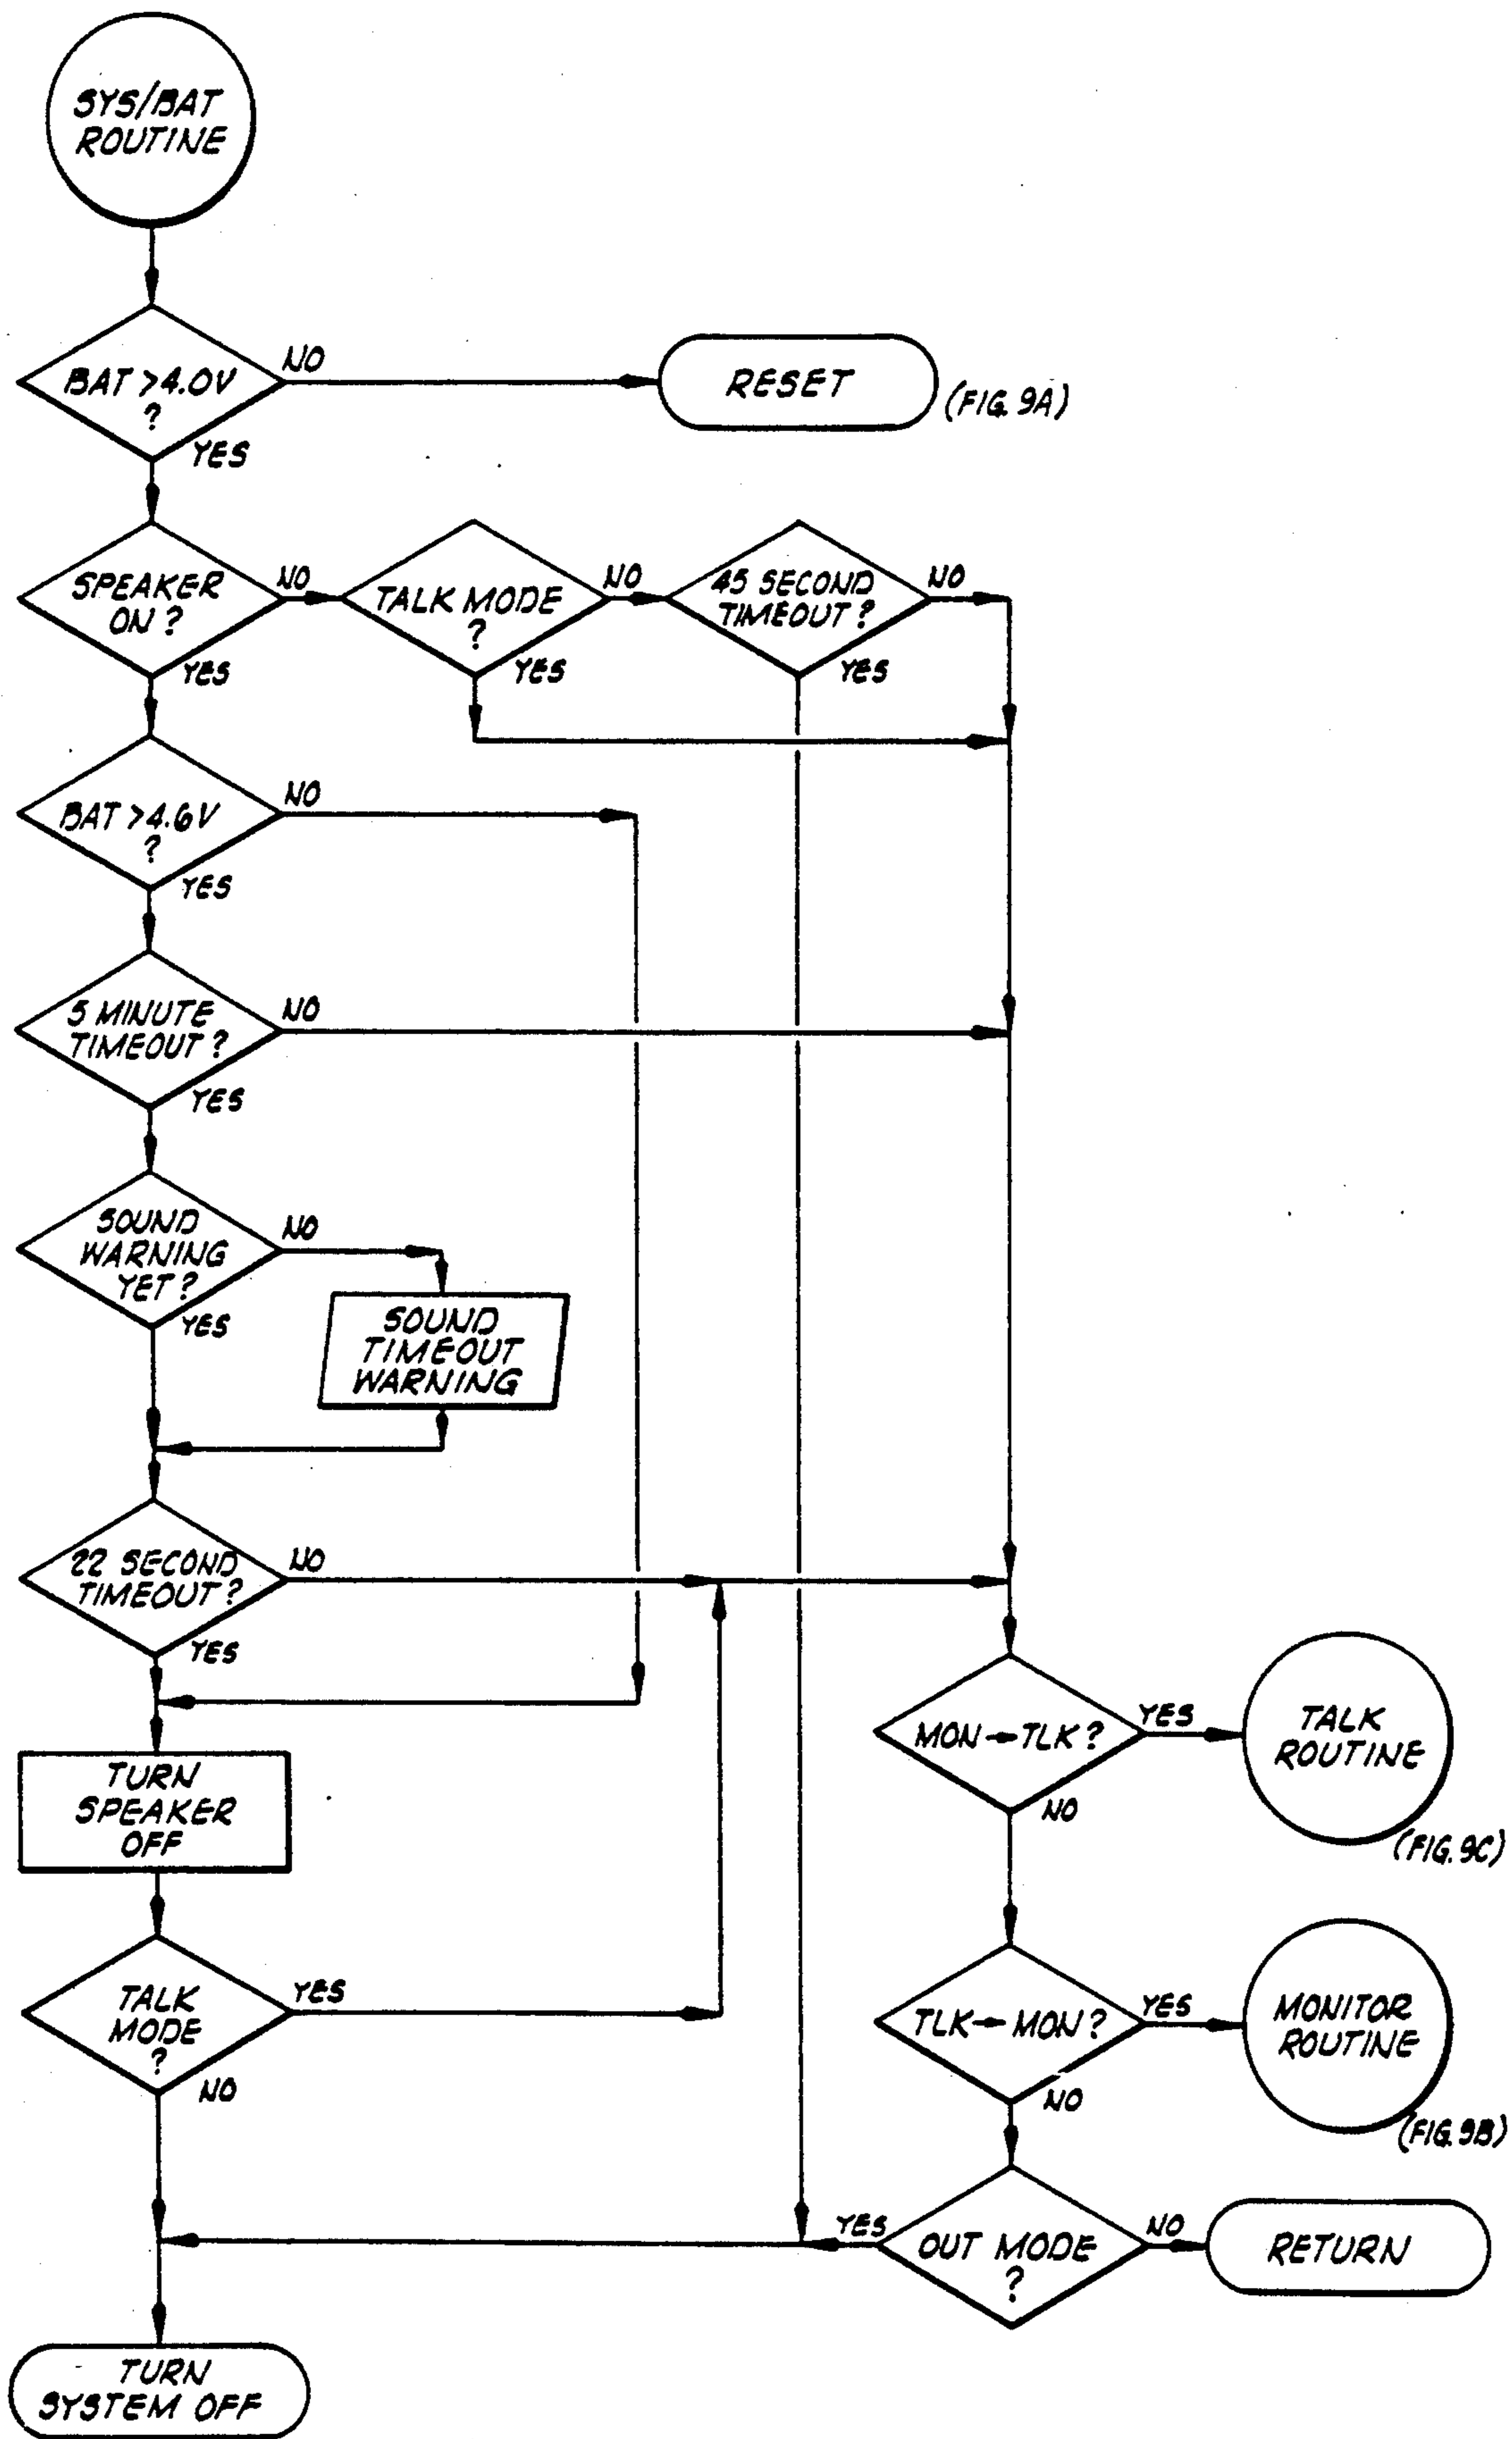 SYS/BAT
ROUTINE
BAT >4.0V
?
NO
YES
RESET
(FIG. 9A)
SPEAKER
ON ?
NO
YES
TALK MODE
?
NO
YES
45 SECOND
TIMEOUT ?
NO
YES
BAT >4.6V
?
NO
YES
5 MINUTE
TIMEOUT ?
NO
YES
SOUND
WARNING
YET ?
NO
YES
SOUND
TIMEOUT
WARNING
22 SECOND
TIMEOUT ?
NO
YES
TURN
SPEAKER
OFF
TALK
MODE
?
YES
NO
MON→TLK ?
YES
NO
TALK
ROUTINE
(FIG. 9C)
TLK→MON ?
YES
NO
MONITOR
ROUTINE
(FIG. 9B)
OUT MODE
?
YES
NO
RETURN
TURN
SYSTEM OFF